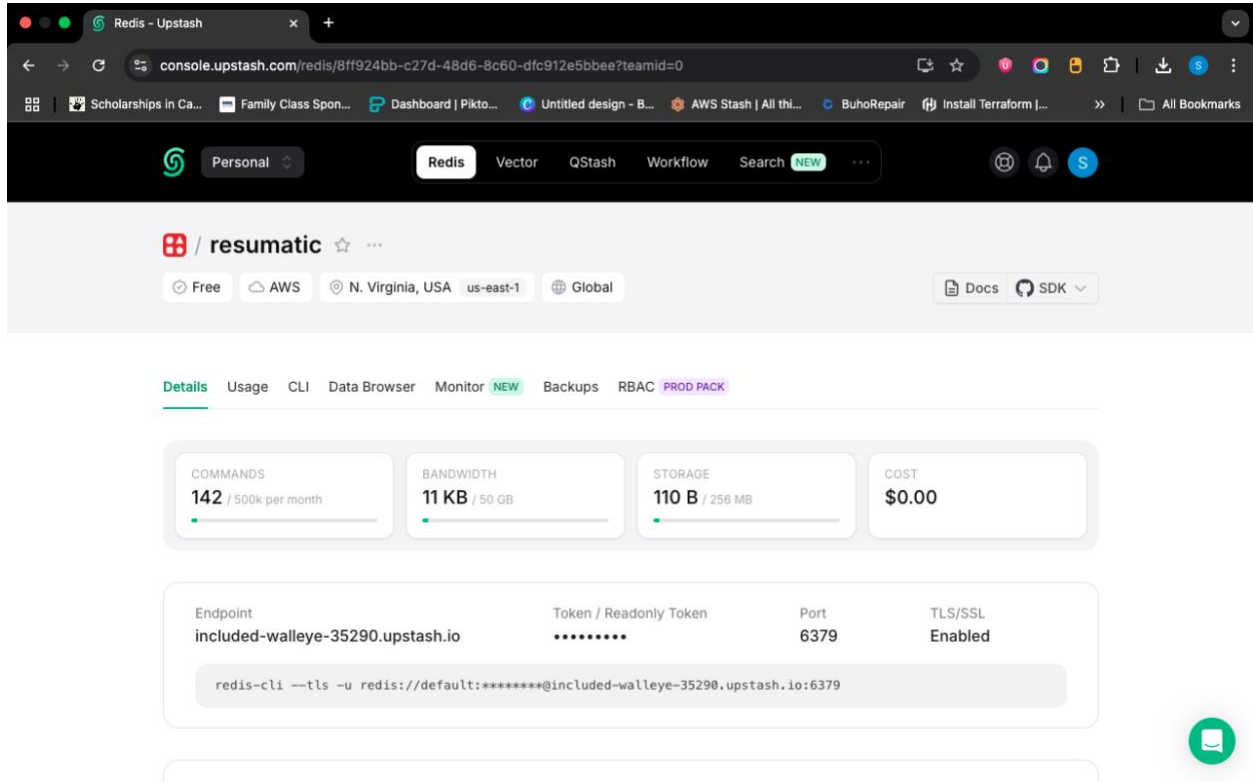 Redis - Upstash
console.upstash.com/redis/8ff924bb-c27d-48d6-8c60-dfc912e5bbee?teamid=0
Scholarships in Ca... Family Class Spon... Dashboard | Pikto... Untitled design - B... AWS Stash | All thi... BuhoRepair Install Terraform |... » All Bookmarks
Personal Redis Vector QStash Workflow Search NEW ... S
/ resumatic ...
Free AWS N. Virginia, USA us-east-1 Global Docs SDK
Details Usage CLI Data Browser Monitor NEW Backups RBAC PROD PACK
COMMANDS BANDWIDTH STORAGE COST
142 / 500k per month 11 KB / 50 GB 110 B / 256 MB $0.00
Endpoint Token / Readonly Token Port TLS/SSL
included-walleye-35290.upstash.io ••••••••• 6379 Enabled
redis-cli --tls -u redis://default:********@included-walleye-35290.upstash.io:6379